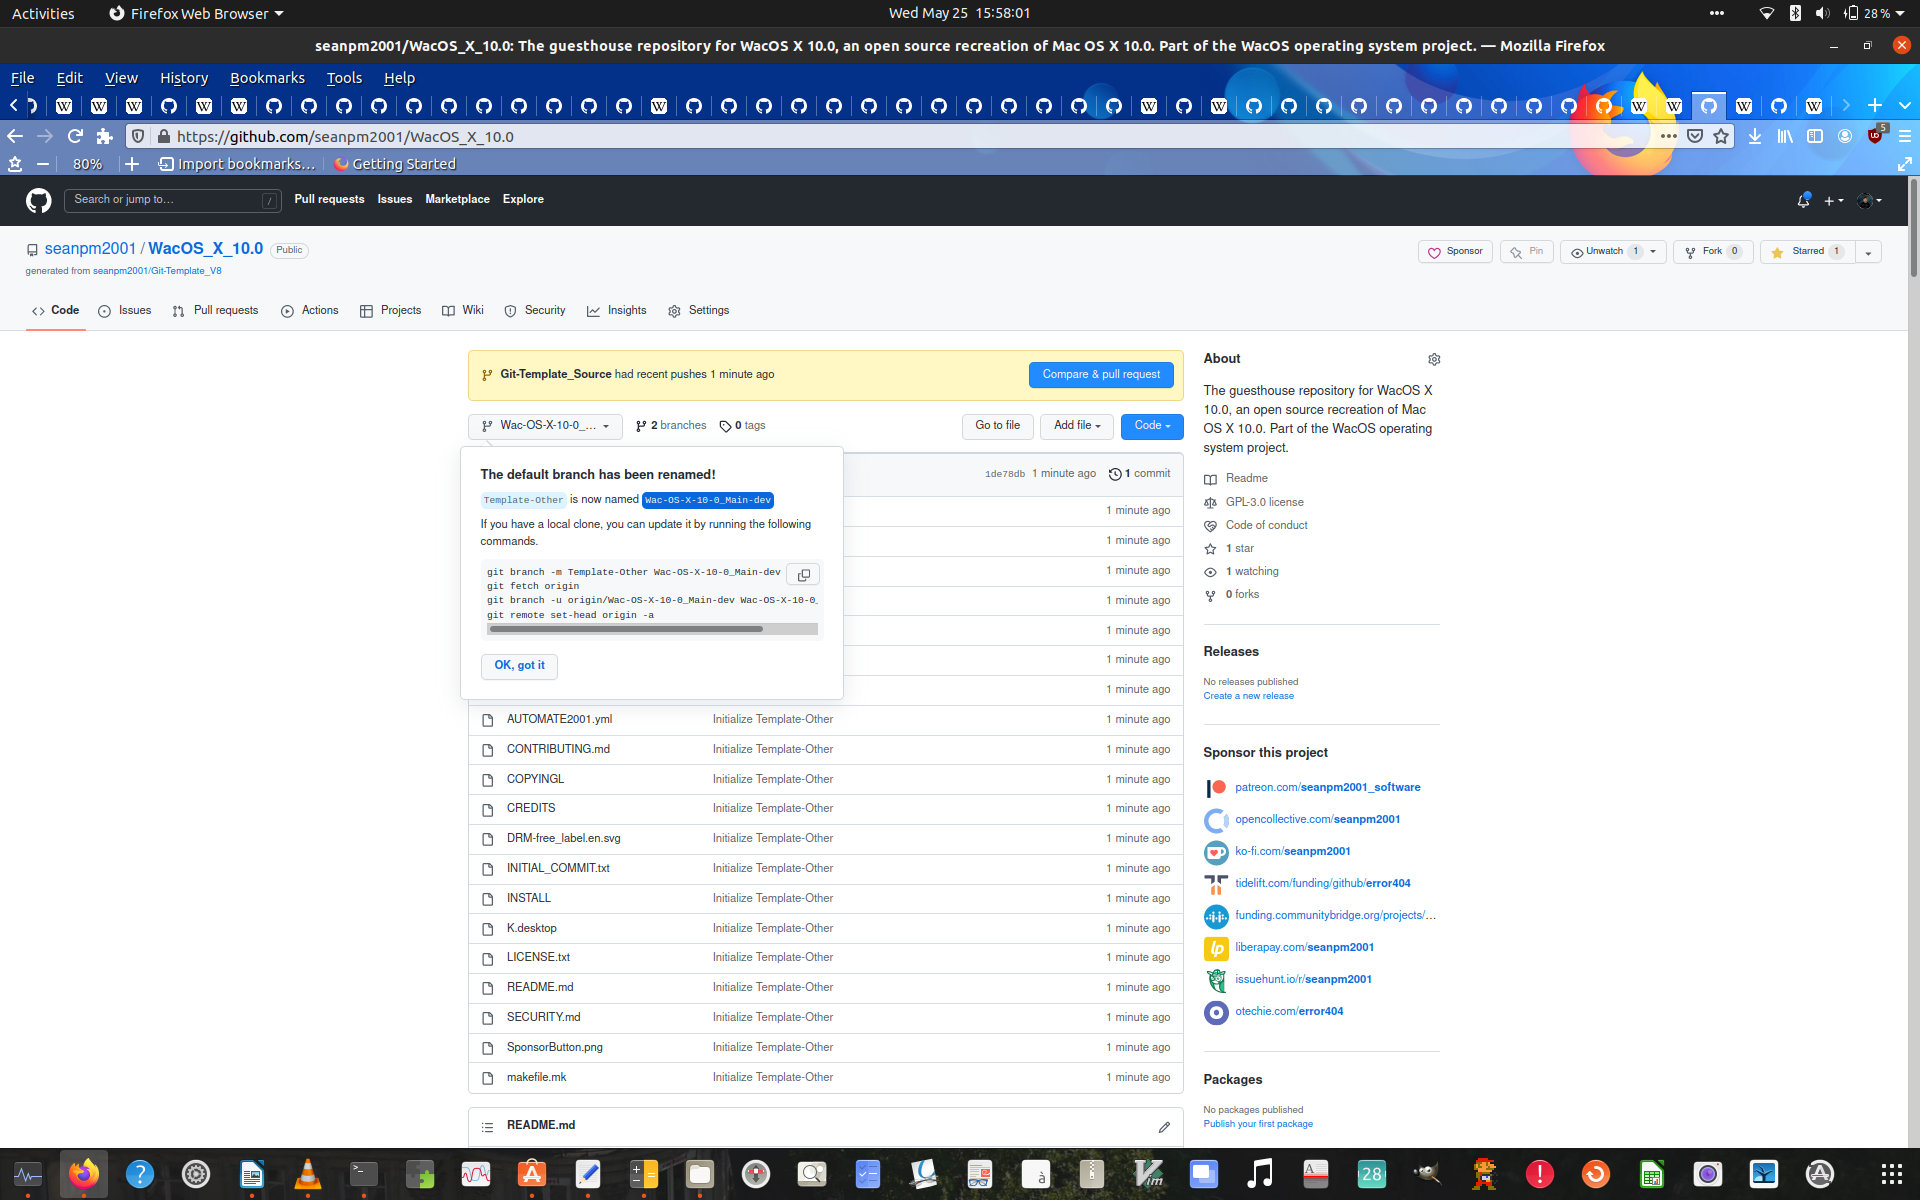 Activities
Firefox Web Browser
Wed May 25 15:58:01
28 %
seanpm2001/WacOS_X_10.0: The guesthouse repository for WacOS X 10.0, an open source recreation of Mac OS X 10.0. Part of the WacOS operating system project. — Mozilla Firefox
File Edit View History Bookmarks Tools Help
https://github.com/seanpm2001/WacOS_X_10.0
5
80%
Import bookmarks...
Getting Started
Search or jump to...
/
Pull requests Issues Marketplace Explore
seanpm2001 / WacOS_X_10.0 Public
generated from seanpm2001/Git-Template_V8
Sponsor
Pin
Unwatch 1
Fork 0
Starred 1
Code Issues Pull requests Actions Projects Wiki Security Insights Settings
Git-Template_Source had recent pushes 1 minute ago
Compare & pull request
Wac-OS-X-10-0_...
2 branches
0 tags
Go to file
Add file
Code
The default branch has been renamed!
Template-Other is now named Wac-OS-X-10-0_Main-dev
If you have a local clone, you can update it by running the following
commands.
git branch -m Template-Other Wac-OS-X-10-0_Main-dev
git fetch origin
git branch -u origin/Wac-OS-X-10-0_Main-dev Wac-OS-X-10-0_
git remote set-head origin -a
OK, got it
1de78db 1 minute ago 1 commit
1 minute ago
1 minute ago
1 minute ago
1 minute ago
1 minute ago
1 minute ago
1 minute ago
AUTOMATE2001.yml Initialize Template-Other 1 minute ago
CONTRIBUTING.md Initialize Template-Other 1 minute ago
COPYINGL Initialize Template-Other 1 minute ago
CREDITS Initialize Template-Other 1 minute ago
DRM-free_label.en.svg Initialize Template-Other 1 minute ago
INITIAL_COMMIT.txt Initialize Template-Other 1 minute ago
INSTALL Initialize Template-Other 1 minute ago
K.desktop Initialize Template-Other 1 minute ago
LICENSE.txt Initialize Template-Other 1 minute ago
README.md Initialize Template-Other 1 minute ago
SECURITY.md Initialize Template-Other 1 minute ago
SponsorButton.png Initialize Template-Other 1 minute ago
makefile.mk Initialize Template-Other 1 minute ago
README.md
About
The guesthouse repository for WacOS X
10.0, an open source recreation of Mac
OS X 10.0. Part of the WacOS operating
system project.
Readme
GPL-3.0 license
Code of conduct
1 star
1 watching
0 forks
Releases
No releases published
Create a new release
Sponsor this project
patreon.com/seanpm2001_software
opencollective.com/seanpm2001
ko-fi.com/seanpm2001
tidelift.com/funding/github/error404
funding.communitybridge.org/projects/...
liberapay.com/seanpm2001
issuehunt.io/r/seanpm2001
otechie.com/error404
Packages
No packages published
Publish your first package
28